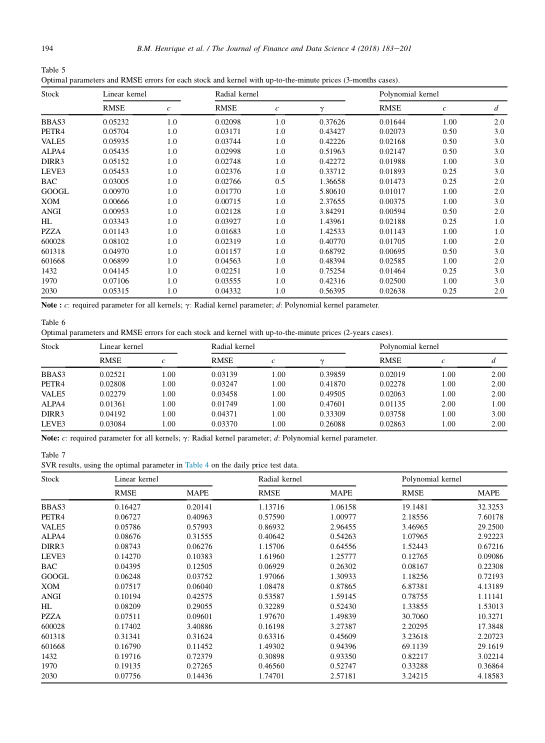 194 B.M. Henrique et al. / The Journal of Finance and Data Science 4 (2018) 183–201
Table 5
Optimal parameters and RMSE errors for each stock and kernel with up-to-the-minute prices (3-months cases).
Stock Linear kernel Radial kernel Polynomial kernel
RMSE c RMSE c γ RMSE c d
BBAS3 0.05232 1.0 0.02098 1.0 0.37626 0.01644 1.00 2.0
PETR4 0.05704 1.0 0.03171 1.0 0.43427 0.02073 0.50 3.0
VALE5 0.05935 1.0 0.03744 1.0 0.42226 0.02168 0.50 3.0
ALPA4 0.05435 1.0 0.02998 1.0 0.51963 0.02147 0.50 3.0
DIRR3 0.05152 1.0 0.02748 1.0 0.42272 0.01988 1.00 3.0
LEVE3 0.05453 1.0 0.02376 1.0 0.33712 0.01893 0.25 3.0
BAC 0.03005 1.0 0.02766 0.5 1.36658 0.01473 0.25 2.0
GOOGL 0.00970 1.0 0.01770 1.0 5.80610 0.01017 1.00 2.0
XOM 0.00666 1.0 0.00715 1.0 2.37655 0.00375 1.00 3.0
ANGI 0.00953 1.0 0.02128 1.0 3.84291 0.00594 0.50 2.0
HL 0.03343 1.0 0.03927 1.0 1.43961 0.02188 0.25 1.0
PZZA 0.01143 1.0 0.01683 1.0 1.42533 0.01143 1.00 1.0
600028 0.08102 1.0 0.02319 1.0 0.40770 0.01705 1.00 2.0
601318 0.04970 1.0 0.01157 1.0 0.68792 0.00695 0.50 3.0
601668 0.06899 1.0 0.04563 1.0 0.48394 0.02585 1.00 2.0
1432 0.04145 1.0 0.02251 1.0 0.75254 0.01464 0.25 3.0
1970 0.07106 1.0 0.03555 1.0 0.42316 0.02500 1.00 3.0
2030 0.05315 1.0 0.04332 1.0 0.56395 0.02638 0.25 2.0
Note : c: required parameter for all kernels; γ: Radial kernel parameter; d: Polynomial kernel parameter.
Table 6
Optimal parameters and RMSE errors for each stock and kernel with up-to-the-minute prices (2-years cases).
Stock Linear kernel Radial kernel Polynomial kernel
RMSE c RMSE c γ RMSE c d
BBAS3 0.02521 1.00 0.03139 1.00 0.39859 0.02019 1.00 2.00
PETR4 0.02808 1.00 0.03247 1.00 0.41870 0.02278 1.00 2.00
VALE5 0.02279 1.00 0.03458 1.00 0.49505 0.02063 1.00 2.00
ALPA4 0.01361 1.00 0.01749 1.00 0.47601 0.01135 2.00 1.00
DIRR3 0.04192 1.00 0.04371 1.00 0.33309 0.03758 1.00 3.00
LEVE3 0.03084 1.00 0.03370 1.00 0.26088 0.02863 1.00 2.00
Note: c: required parameter for all kernels; γ: Radial kernel parameter; d: Polynomial kernel parameter.
Table 7
SVR results, using the optimal parameter in Table 4 on the daily price test data.
Stock Linear kernel Radial kernel Polynomial kernel
RMSE MAPE RMSE MAPE RMSE MAPE
BBAS3 0.16427 0.20141 1.13716 1.06158 19.1481 32.3253
PETR4 0.06727 0.40963 0.57590 1.00977 2.18556 7.60178
VALE5 0.05786 0.57993 0.86932 2.96455 3.46965 29.2500
ALPA4 0.08676 0.31555 0.40642 0.54263 1.07965 2.92223
DIRR3 0.08743 0.06276 1.15706 0.64556 1.52443 0.67216
LEVE3 0.14270 0.10383 1.61960 1.25777 0.12765 0.09086
BAC 0.04395 0.12505 0.06929 0.26302 0.08167 0.22308
GOOGL 0.06248 0.03752 1.97066 1.30933 1.18256 0.72193
XOM 0.07517 0.06040 1.08478 0.87865 6.87381 4.13189
ANGI 0.10194 0.42575 0.53587 1.59145 0.78755 1.11141
HL 0.08209 0.29055 0.32289 0.52430 1.33855 1.53013
PZZA 0.07511 0.09601 1.97670 1.49839 30.7060 10.3271
600028 0.17402 3.40886 0.16198 3.27387 2.20295 17.3848
601318 0.31341 0.31624 0.63316 0.45609 3.23618 2.20723
601668 0.16790 0.11452 1.49302 0.94396 69.1139 29.1619
1432 0.19716 0.72379 0.30898 0.93350 0.82217 3.02214
1970 0.19135 0.27265 0.46560 0.52747 0.33288 0.36864
2030 0.07756 0.14436 1.74701 2.57181 3.24215 4.18583